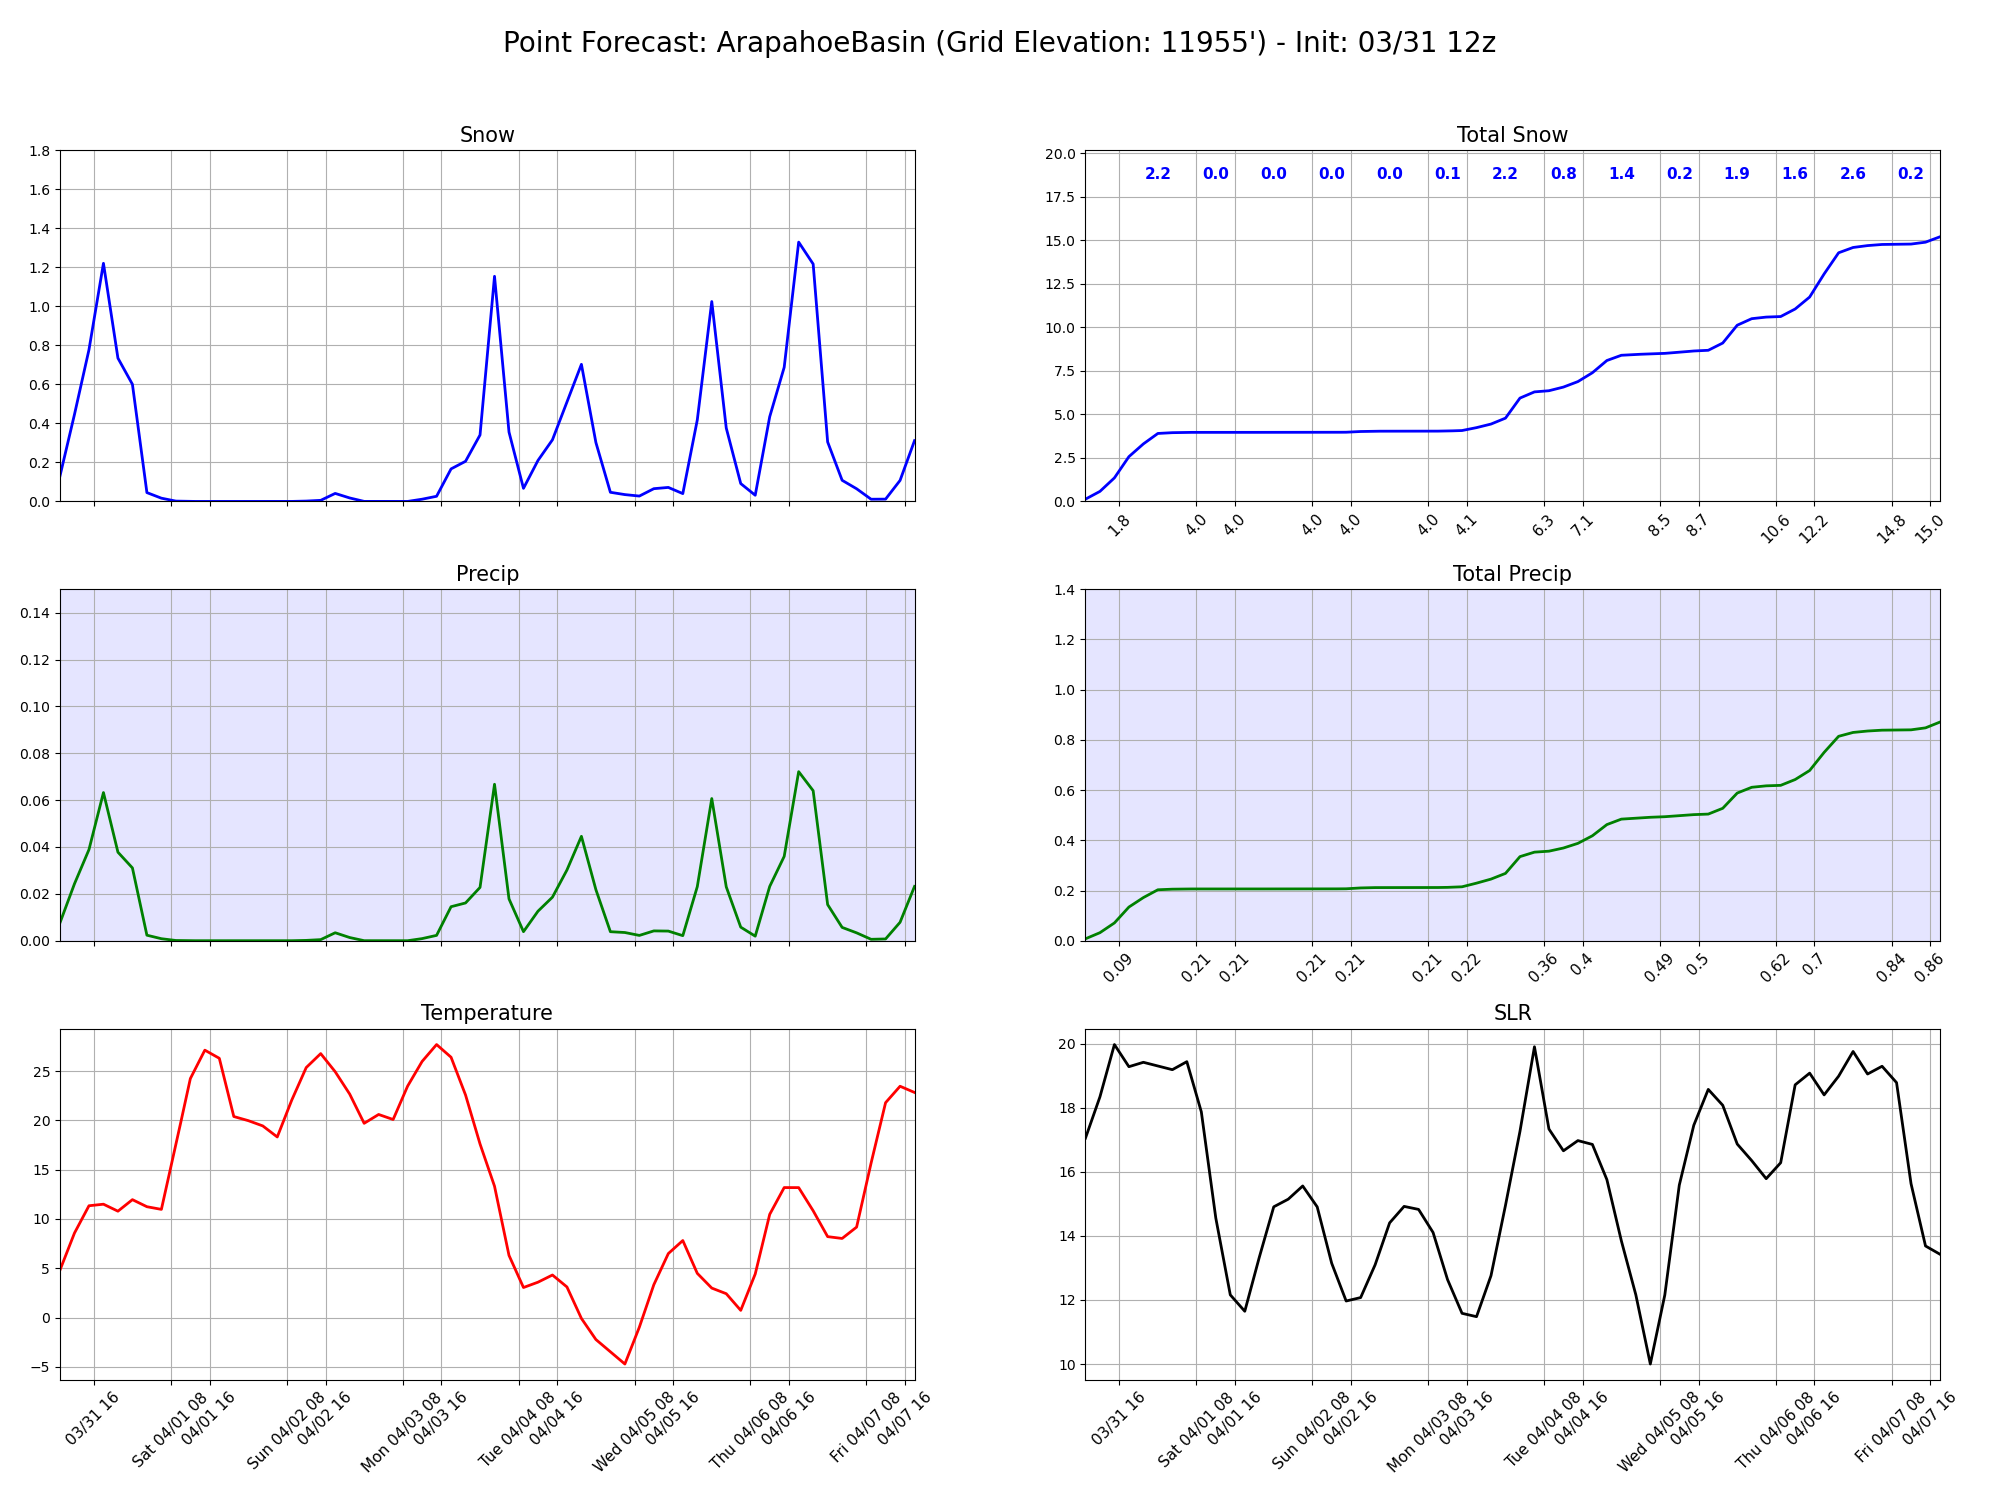 Point Forecast: ArapahoeBasin (Grid Elevation: 11955') - Init: 03/31 12z
Snow
1.8
1.6
1.4
1.2
1.0
0.8
0.6
0.4
0.2
0.0
Total Snow
20.0
17.5
15.0
12.5
10.0
7.5
5.0
2.5
0.0
2.2 0.0 0.0 0.0 0.0 0.1 2.2 0.8 1.4 0.2 1.9 1.6 2.6 0.2
1.8 4.0 4.0 4.0 4.0 4.0 4.1 6.3 7.1 8.5 8.7 10.6 12.2 14.8 15.0
Precip
0.14
0.12
0.10
0.08
0.06
0.04
0.02
0.00
Total Precip
1.4
1.2
1.0
0.8
0.6
0.4
0.2
0.0
0.09 0.21 0.21 0.21 0.21 0.21 0.22 0.36 0.4 0.49 0.5 0.62 0.7 0.84 0.86
Temperature
25
20
15
10
5
0
−5
03/31 16
Sat 04/01 08
04/01 16
Sun 04/02 08
04/02 16
Mon 04/03 08
04/03 16
Tue 04/04 08
04/04 16
Wed 04/05 08
04/05 16
Thu 04/06 08
04/06 16
Fri 04/07 08
04/07 16
SLR
20
18
16
14
12
10
03/31 16
Sat 04/01 08
04/01 16
Sun 04/02 08
04/02 16
Mon 04/03 08
04/03 16
Tue 04/04 08
04/04 16
Wed 04/05 08
04/05 16
Thu 04/06 08
04/06 16
Fri 04/07 08
04/07 16